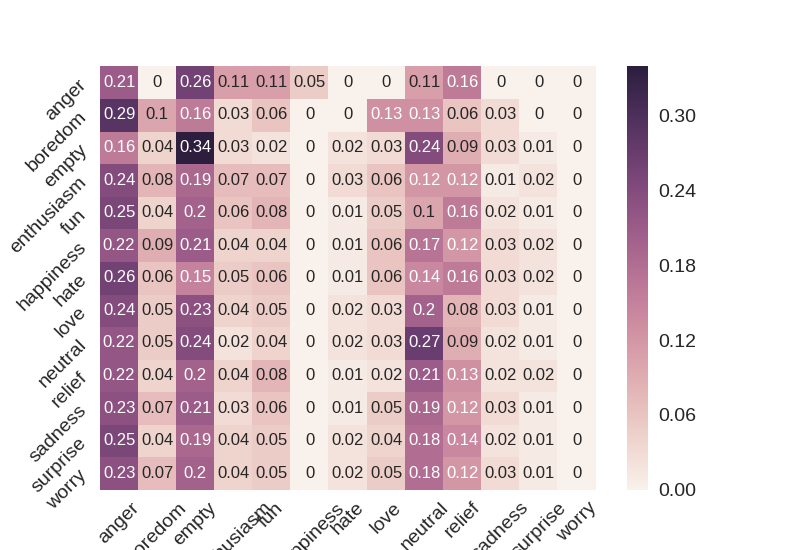 anger 0.21 0 0.26 0.11 0.11 0.05 0 0 0.11 0.16 0 0 0
boredom 0.29 0.1 0.16 0.03 0.06 0 0 0.13 0.13 0.06 0.03 0 0
empty 0.16 0.04 0.34 0.03 0.02 0 0.02 0.03 0.24 0.09 0.03 0.01 0
enthusiasm 0.24 0.08 0.19 0.07 0.07 0 0.03 0.06 0.12 0.12 0.01 0.02 0
fun 0.25 0.04 0.2 0.06 0.08 0 0.01 0.05 0.1 0.16 0.02 0.01 0
happiness 0.22 0.09 0.21 0.04 0.04 0 0.01 0.06 0.17 0.12 0.03 0.02 0
hate 0.26 0.06 0.15 0.05 0.06 0 0.01 0.06 0.14 0.16 0.03 0.02 0
love 0.24 0.05 0.23 0.04 0.05 0 0.02 0.03 0.2 0.08 0.03 0.01 0
neutral 0.22 0.05 0.24 0.02 0.04 0 0.02 0.03 0.27 0.09 0.02 0.01 0
relief 0.22 0.04 0.2 0.04 0.08 0 0.01 0.02 0.21 0.13 0.02 0.02 0
sadness 0.23 0.07 0.21 0.03 0.06 0 0.01 0.05 0.19 0.12 0.03 0.01 0
surprise 0.25 0.04 0.19 0.04 0.05 0 0.02 0.04 0.18 0.14 0.02 0.01 0
worry 0.23 0.07 0.2 0.04 0.05 0 0.02 0.05 0.18 0.12 0.03 0.01 0
anger oredom empty husiasm fun ppiness hate love neutral relief sadness surprise worry
0.30
0.24
0.18
0.12
0.06
0.00